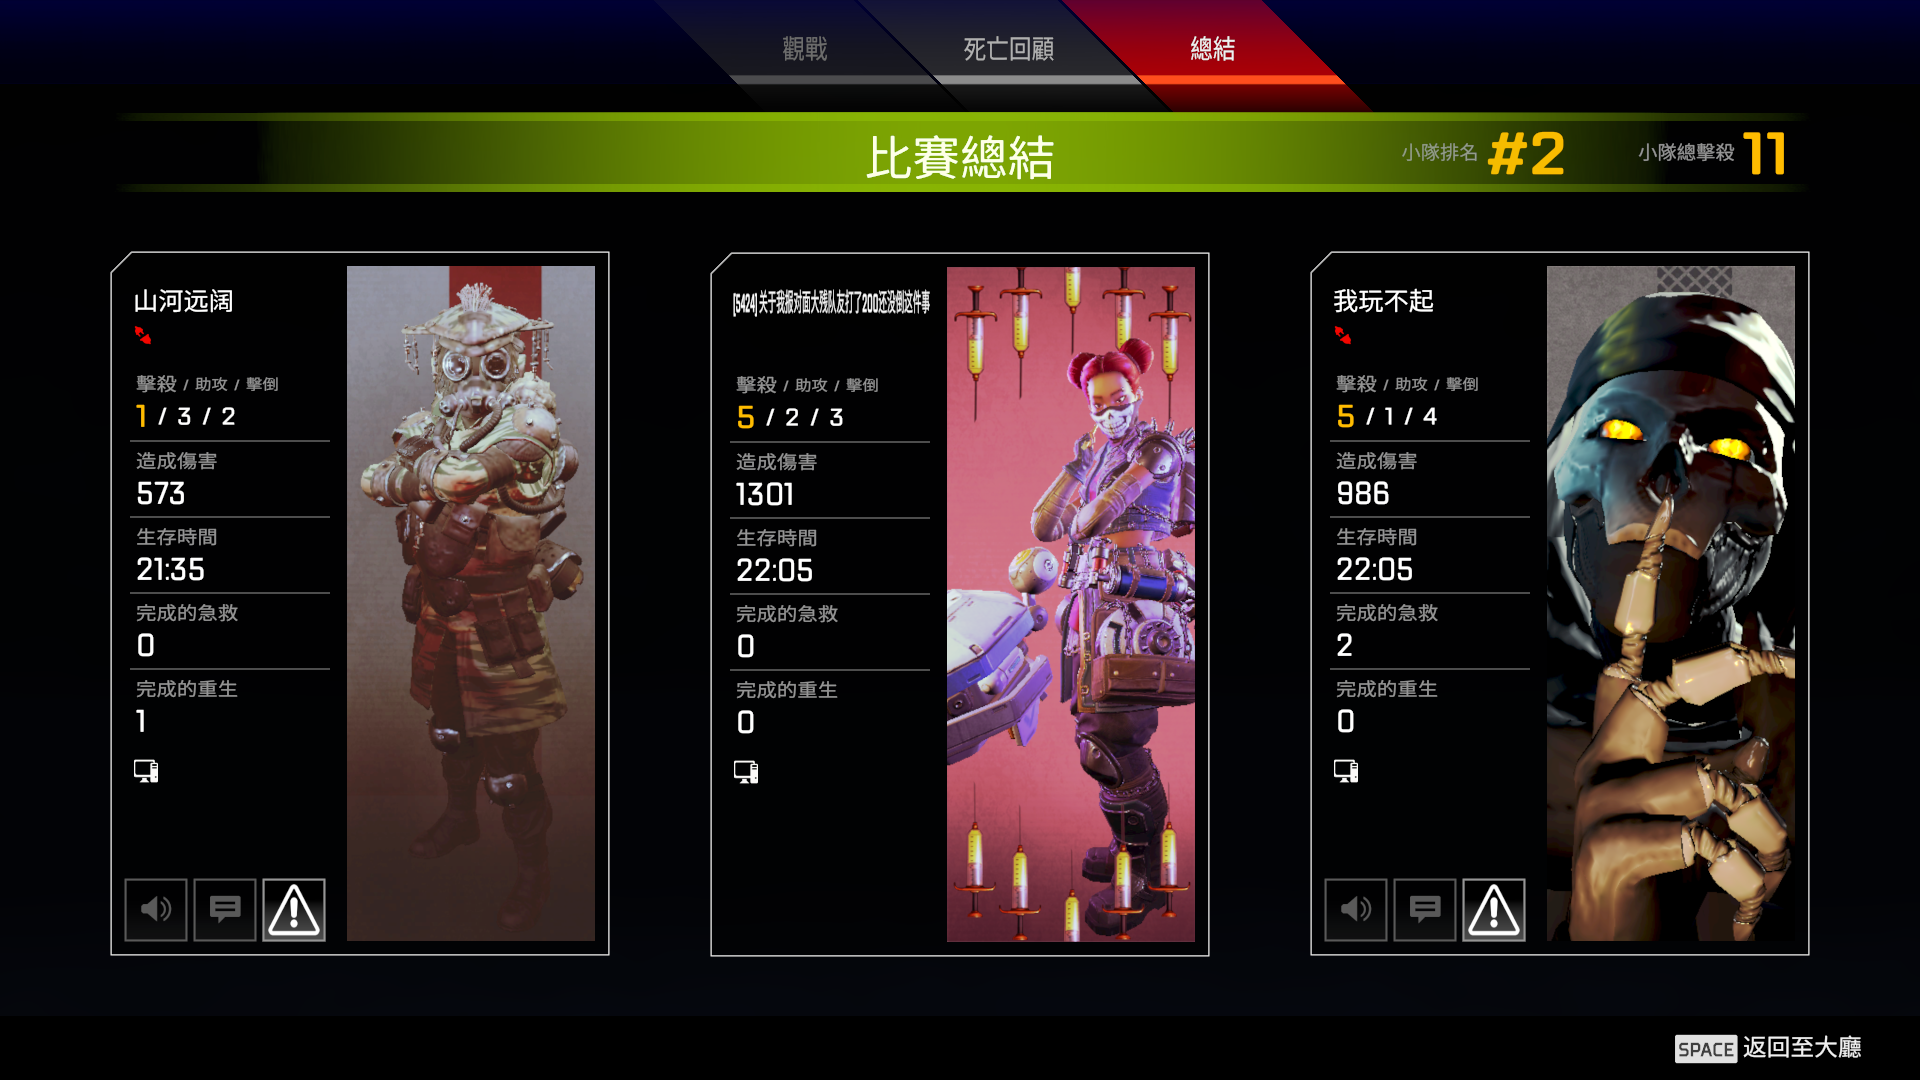 觀戰
死亡回顧
總結
比賽總結
小隊排名 #2
小隊總擊殺 11
山河远阔
擊殺 / 助攻 / 擊倒
1 / 3 / 2
造成傷害
573
生存時間
21:35
完成的急救
0
完成的重生
1
[5424]关于我报对面大残队友打了200还没倒这件事
擊殺 / 助攻 / 擊倒
5 / 2 / 3
造成傷害
1301
生存時間
22:05
完成的急救
0
完成的重生
0
我玩不起
擊殺 / 助攻 / 擊倒
5 / 1 / 4
造成傷害
986
生存時間
22:05
完成的急救
2
完成的重生
0
SPACE 返回至大廳